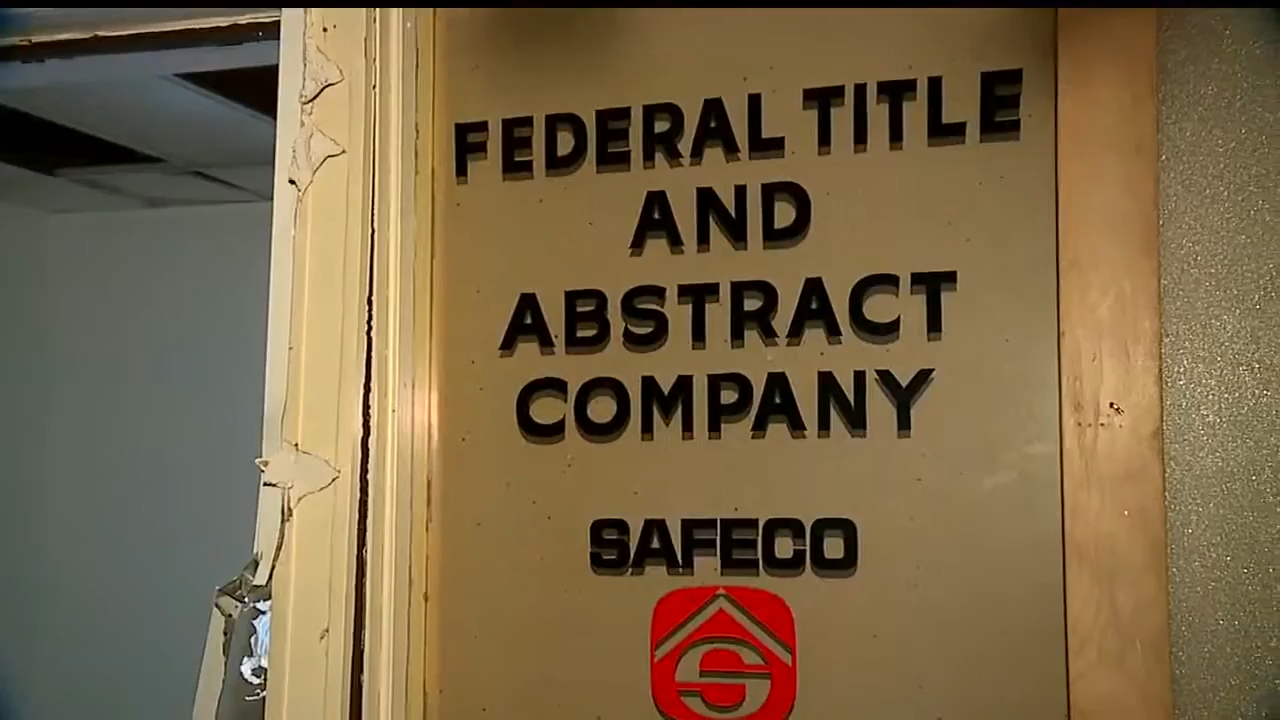 FEDERAL TITLE
AND
ABSTRACT
COMPANY
SAFECO
S